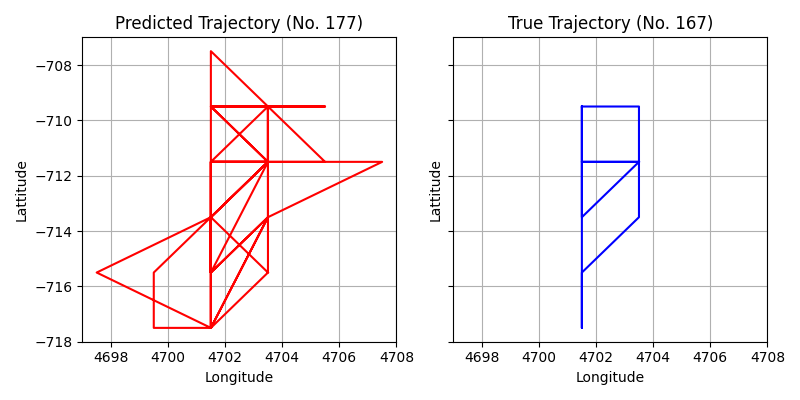 Predicted Trajectory (No. 177)
True Trajectory (No. 167)
Lattitude
−708
−710
−712
−714
−716
−718
4698 4700 4702 4704 4706 4708
Longitude
Lattitude
4698 4700 4702 4704 4706 4708
Longitude